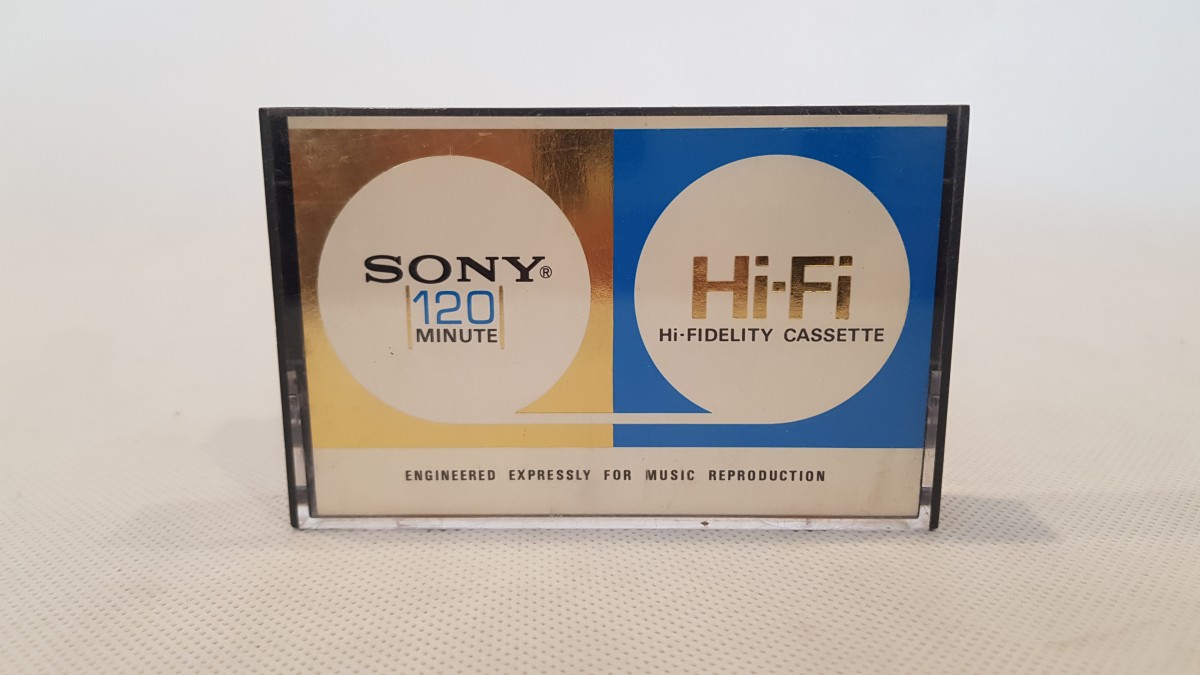 SONY®
120
MINUTE
Hi-Fi
Hi-FIDELITY CASSETTE
ENGINEERED EXPRESSLY FOR MUSIC REPRODUCTION